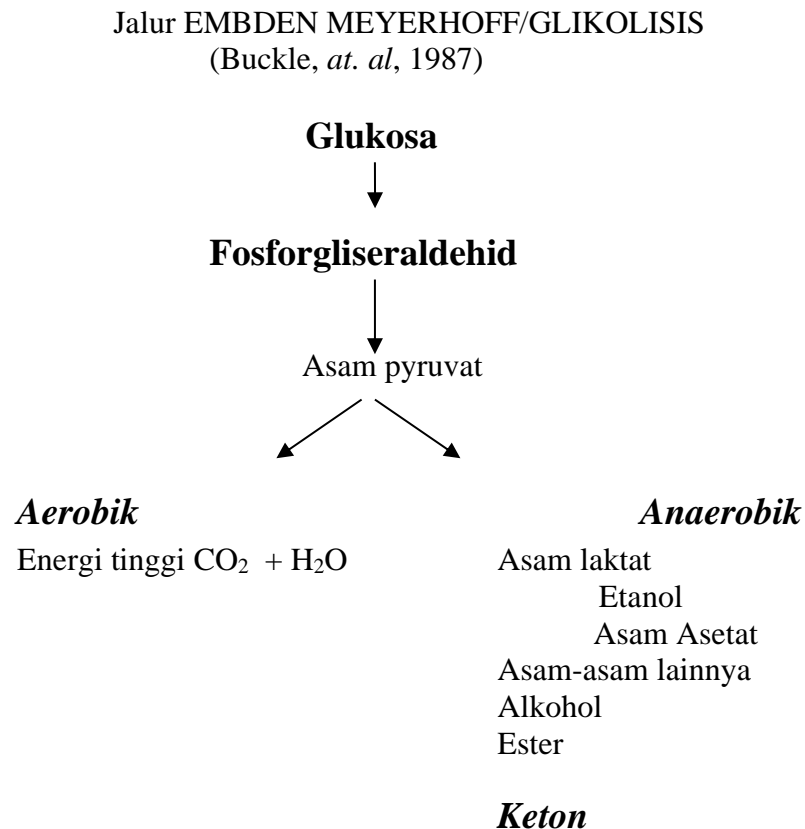 Jalur EMBDEN MEYERHOFF/GLIKOLISIS
(Buckle, at. al, 1987)
Glukosa
Fosforgliseraldehid
Asam pyruvat
Aerobik
Energi tinggi CO₂ + H₂O
Anaerobik
Asam laktat
Etanol
Asam Asetat
Asam-asam lainnya
Alkohol
Ester
Keton